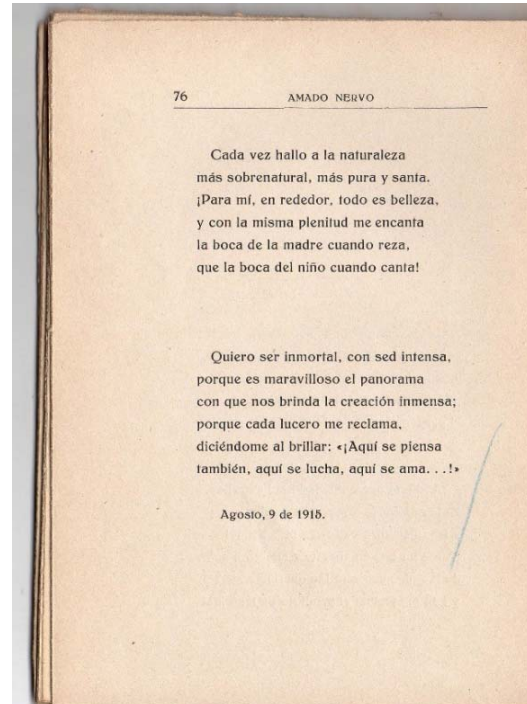 76 AMADO NERVO
Cada vez hallo a la naturaleza
más sobrenatural, más pura y santa.
¡Para mí, en rededor, todo es belleza,
y con la misma plenitud me encanta
la boca de la madre cuando reza,
que la boca del niño cuando canta!
Quiero ser inmortal, con sed intensa,
porque es maravilloso el panorama
con que nos brinda la creación inmensa;
porque cada lucero me reclama,
diciéndome al brillar: «¡Aquí se piensa
también, aquí se lucha, aquí se ama. . .!»
Agosto, 9 de 1915.